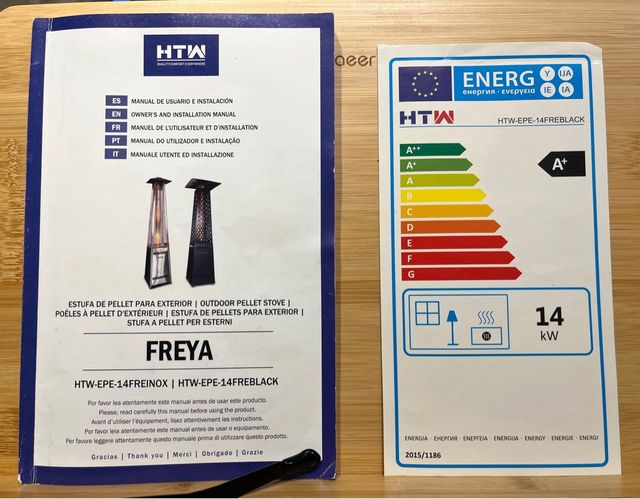 HTW
QUALITY COMFORT EVERYWHERE
ES MANUAL DE USUARIO E INSTALACIÓN
EN OWNER'S AND INSTALLATION MANUAL
FR MANUEL DE L'UTILISATEUR ET D'INSTALLATION
PT MANUAL DO UTILIZADOR E INSTALAÇÃO
IT MANUALE UTENTE ED INSTALLAZIONE
ESTUFA DE PELLET PARA EXTERIOR | OUTDOOR PELLET STOVE |
POÊLES À PELLET D'EXTÉRIEUR | ESTUFA DE PELLETS PARA EXTERIOR |
STUFA A PELLET PER ESTERNI
FREYA
HTW-EPE-14FREINOX | HTW-EPE-14FREBLACK
Por favor lea atentamente este manual antes de usar este producto.
Please, read carefully this manual before using the product.
Avant d'utiliser l'équipement, lisez attentivement les instructions.
Por favor leia atentamente este manual antes de usar o equipamento.
Per favore leggere attentamente questo manuale prima di utilizzare questo prodotto.
Gracias | Thank you | Merci | Obrigado | Grazie
aeer
ENERG
енергия · ενεργεια
Y UA
IE IA
HTW
HTW-EPE-14FREBLACK
A++
A+
A
B
C
D
E
F
G
A+
14
kW
ENERGIA · ЕНЕРГИЯ · ΕΝΕΡΓΕΙΑ · ENERGIJA · ENERGY · ENERGIE · ENERGI
2015/1186